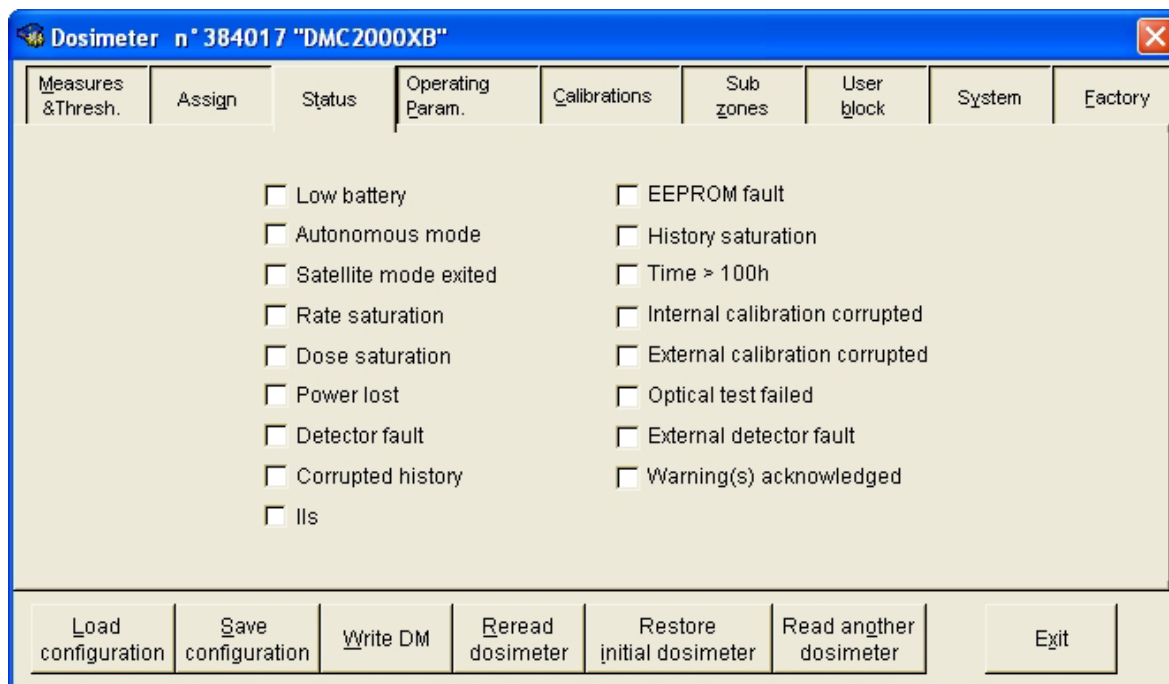 Dosimeter n°384017 "DMC2000XB"
Measures
&Thresh.
Assign
Status
Operating
Param.
Calibrations
Sub
zones
User
block
System
Factory
Low battery
Autonomous mode
Satellite mode exited
Rate saturation
Dose saturation
Power lost
Detector fault
Corrupted history
Ils
EEPROM fault
History saturation
Time > 100h
Internal calibration corrupted
External calibration corrupted
Optical test failed
External detector fault
Warning(s) acknowledged
Load
configuration
Save
configuration
Write DM
Reread
dosimeter
Restore
initial dosimeter
Read another
dosimeter
Exit